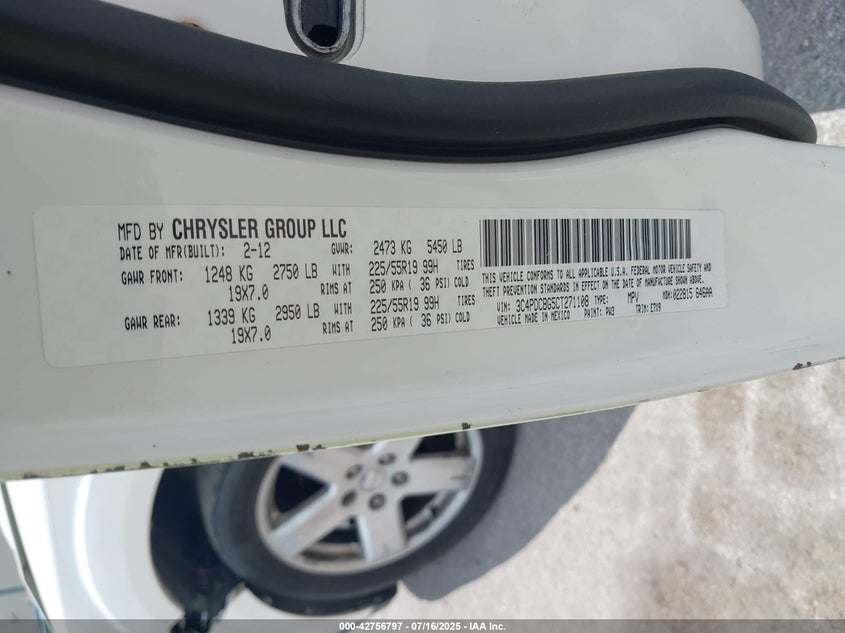 MFD BY CHRYSLER GROUP LLC
DATE OF MFR(BUILT): 2-12 GVWR: 2473 KG 5450 LB
GAWR FRONT: 1248 KG 2750 LB WITH 225/55R19 99H TIRES
19X7.0 RIMS AT 250 KPA ( 36 PSI) COLD
GAWR REAR: 1339 KG 2950 LB WITH 225/55R19 99H TIRES
19X7.0 RIMS AT 250 KPA ( 36 PSI) COLD
THIS VEHICLE CONFORMS TO ALL APPLICABLE U.S.A. FEDERAL MOTOR VEHICLE SAFETY AND
THEFT PREVENTION STANDARDS IN EFFECT ON THE DATE OF MANUFACTURE SHOWN ABOVE.
VIN: 3C4PDCBG5CT271108 TYPE: MPV MDH: 022815 G46AA
VEHICLE MADE IN MEXICO PAINT: PW3 TRIM: E7V9
000-42756797 - 07/16/2025 - IAA Inc.